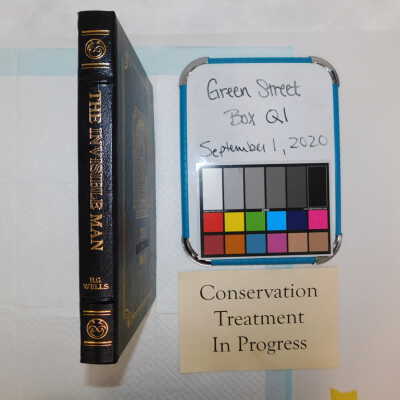 THE INVISIBLE MAN
H.G.
WELLS
Green Street
Box Q1
September 1, 2020
Conservation
Treatment
In Progress